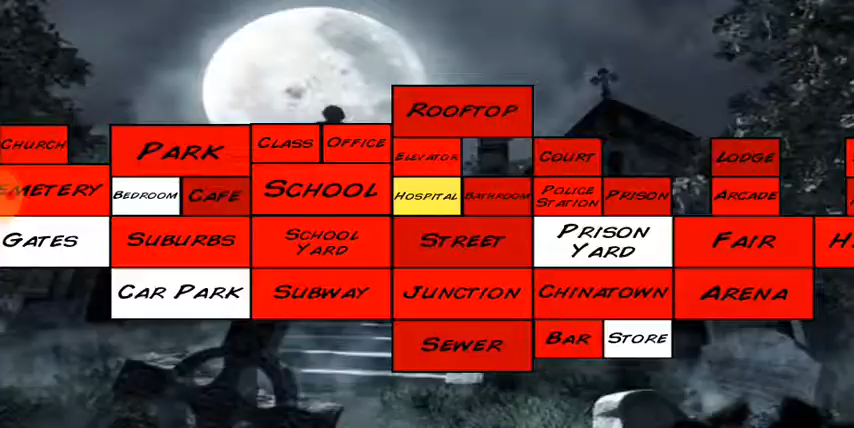 ROOFTOP
CHURCH
PARK
CLASS
OFFICE
ELEVATOR
COURT
LODGE
EMETERY
BEDROOM
CAFE
SCHOOL
HOSPITAL
BATHROOM
POLICE
STATION
PRISON
ARCADE
GATES
SUBURBS
SCHOOL
YARD
STREET
PRISON
YARD
FAIR
H
CAR PARK
SUBWAY
JUNCTION
CHINATOWN
ARENA
SEWER
BAR
STORE